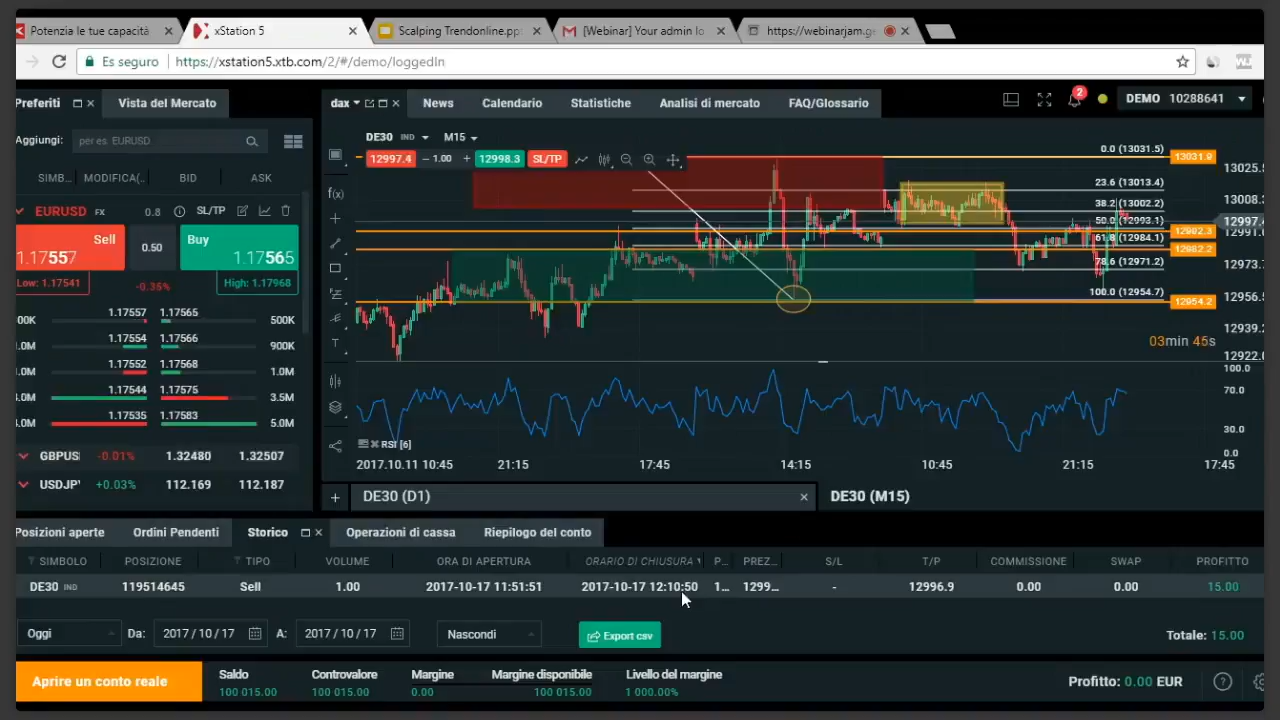 Potenzia le tue capacità
xStation 5
Scalping Trendonline.pp
[Webinar] Your admin lo
https://webinarjam.g
Es seguro
https://xstation5.xtb.com/2/#/demo/loggedIn
Preferiti
Vista del Mercato
dax
News
Calendario
Statistiche
Analisi di mercato
FAQ/Glossario
2
DEMO 10288641
Aggiungi:
per es. EURUSD
SIMB...
MODIFICA(..
BID
ASK
EURUSD FX
0.8
SL/TP
Sell
1.17557
0.50
Buy
1.17565
Low: 1.17541
-0.35%
High: 1.17968
00K
1.17557
1.17565
500K
.0M
1.17554
1.17566
900K
.0M
1.17552
1.17568
1.0M
.0M
1.17544
1.17575
3.5M
.0M
1.17535
1.17583
5.0M
GBPUS
-0.01%
1.32480
1.32507
USDJP
+0.03%
112.169
112.187
DE30 IND
M15
12997.4
1.00
12998.3
SL/TP
f(x)
T
0.0 (13031.5)
23.6 (13013.4)
38.2 (13002.2)
50.0 (12993.1)
61.8 (12984.1)
78.6 (12971.2)
100.0 (12954.7)
13031.9
13025.
13008.
12997.
12991.
12982.2
12973.
12956.
12954.2
12939.
12922.
03min 45s
100.0
70.0
30.0
0.0
RSI [6]
2017.10.11 10:45
21:15
17:45
14:15
10:45
21:15
17:45
DE30 (D1)
DE30 (M15)
Posizioni aperte
Ordini Pendenti
Storico
Operazioni di cassa
Riepilogo del conto
SIMBOLO
POSIZIONE
TIPO
VOLUME
ORA DI APERTURA
ORARIO DI CHIUSURA
P...
PREZ...
S/L
T/P
COMMISSIONE
SWAP
PROFITTO
DE30 IND
119514645
Sell
1.00
2017-10-17 11:51:51
2017-10-17 12:10:50
1...
1299...
-
12996.9
0.00
0.00
15.00
Oggi
Da:
2017 / 10 / 17
A:
2017 / 10 / 17
Nascondi
Export csv
Totale: 15.00
Aprire un conto reale
Saldo
100 015.00
Controvalore
100 015.00
Margine
0.00
Margine disponibile
100 015.00
Livello del margine
1 000.00%
Profitto: 0.00 EUR
?